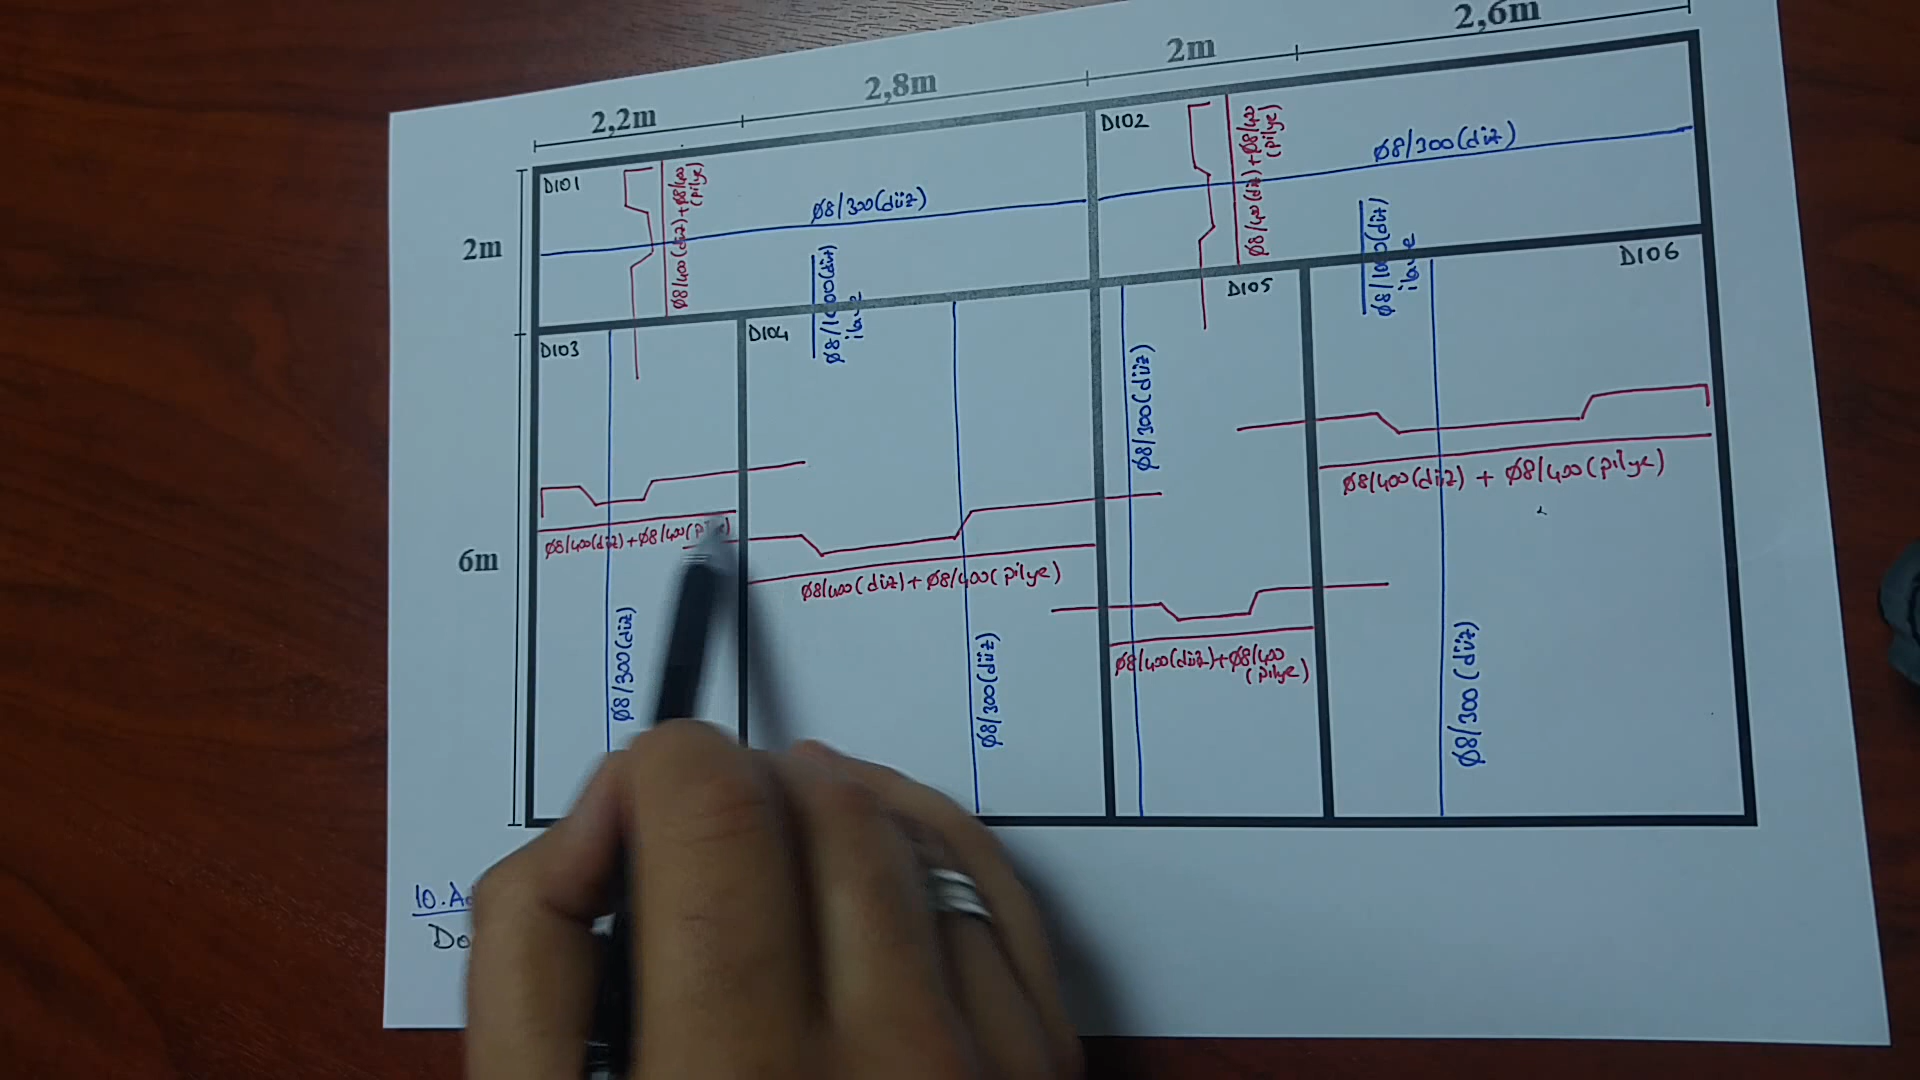 2,2m
2,8m
2m
2,6m
2m
6m
D101
Ø8/400(düz)+Ø8/400
(pilye)
Ø8/300(düz)
D102
Ø8/400(düz)+Ø8/400
(pilye)
Ø8/300(düz)
D103
Ø8/400(düz)+Ø8/400(pilye)
Ø8/300(düz)
D104
Ø8/1000(düz)
ilave
Ø8/400(düz)+Ø8/400(pilye)
Ø8/300(düz)
D105
Ø8/300(düz)
Ø8/400(düz)+Ø8/400
(pilye)
D106
Ø8/1000(düz)
ilave
Ø8/400(düz) + Ø8/400(pilye)
Ø8/300(düz)
10.